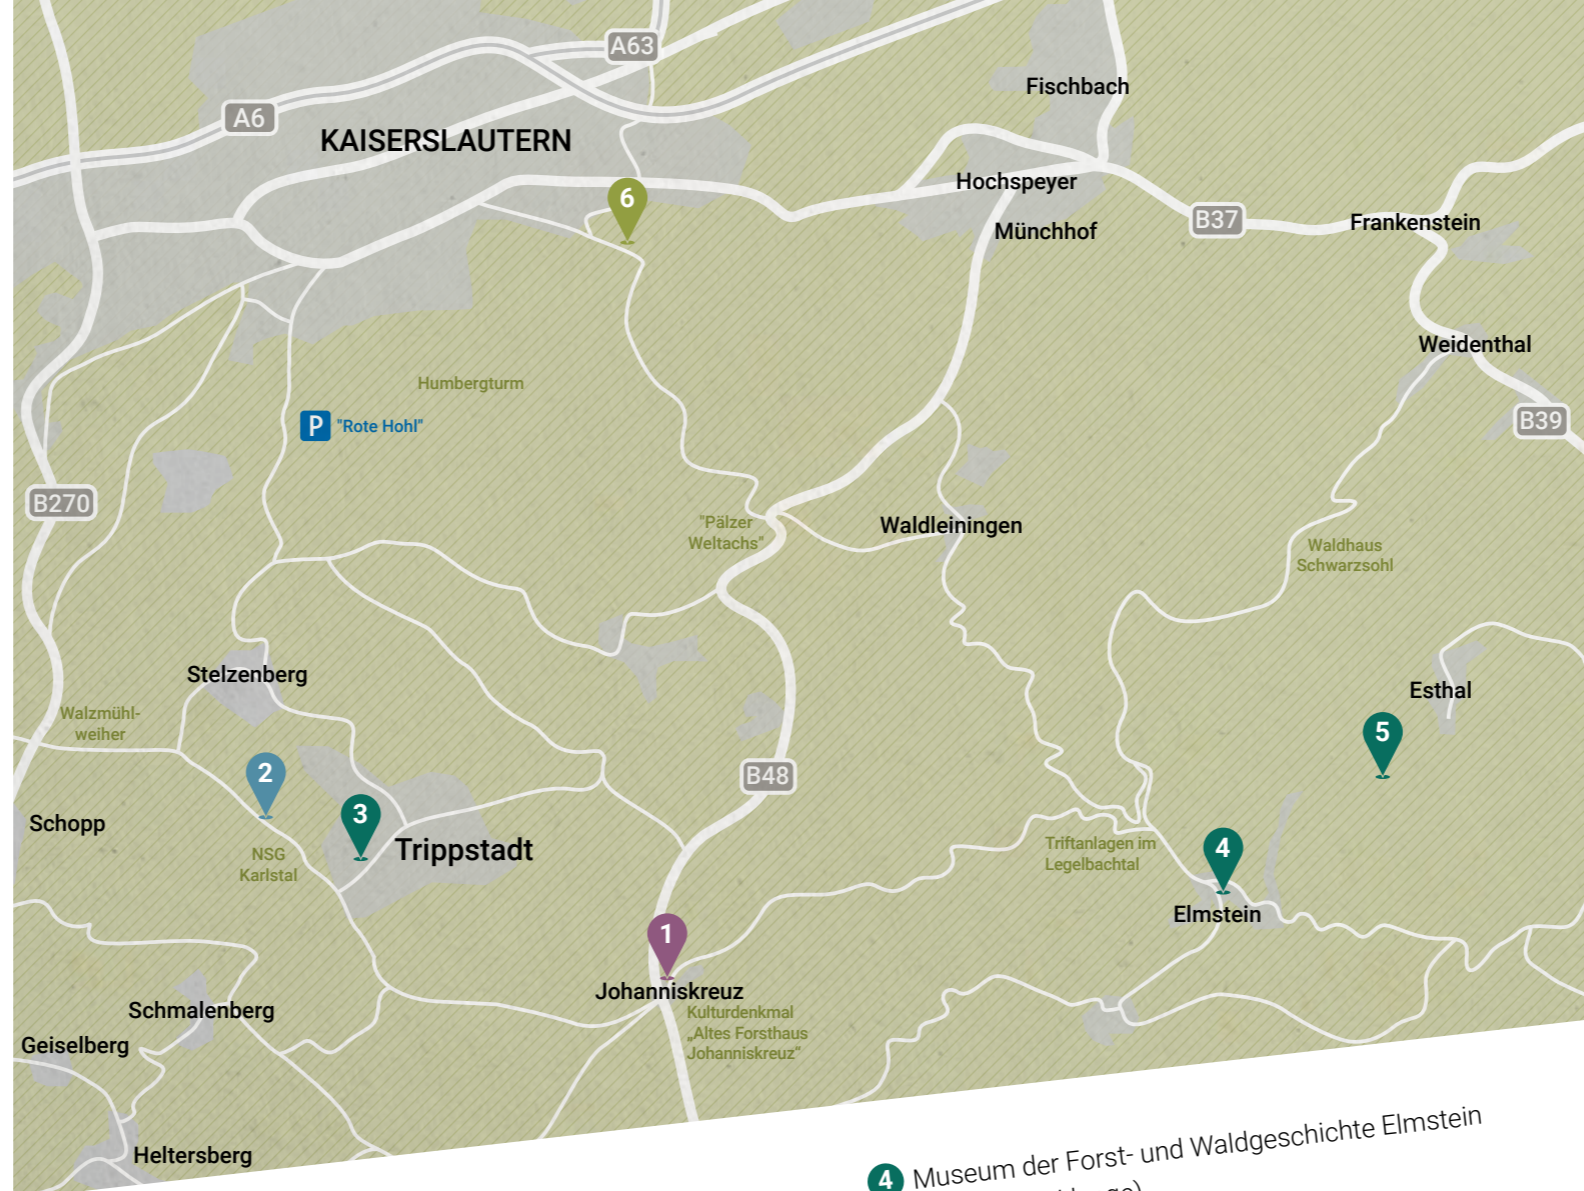 A63
Fischbach
A6
KAISERSLAUTERN
Hochspeyer
6
B37
Frankenstein
Münchhof
Weidenthal
Humbergturm
P "Rote Hohl"
B39
B270
"Pälzer
Weltachs"
Waldleiningen
Waldhaus
Schwarzsohl
Stelzenberg
Esthal
Walzmühl-
weiher
5
2
B48
3
Schopp
Trippstadt
NSG
Karlstal
Triftanlagen im
Legelbachtal
4
Elmstein
1
Johanniskreuz
Kulturdenkmal
„Altes Forsthaus
Johanniskreuz“
Schmalenberg
Geiselberg
Heltersberg
4 Museum der Forst- und Waldgeschichte Elmstein